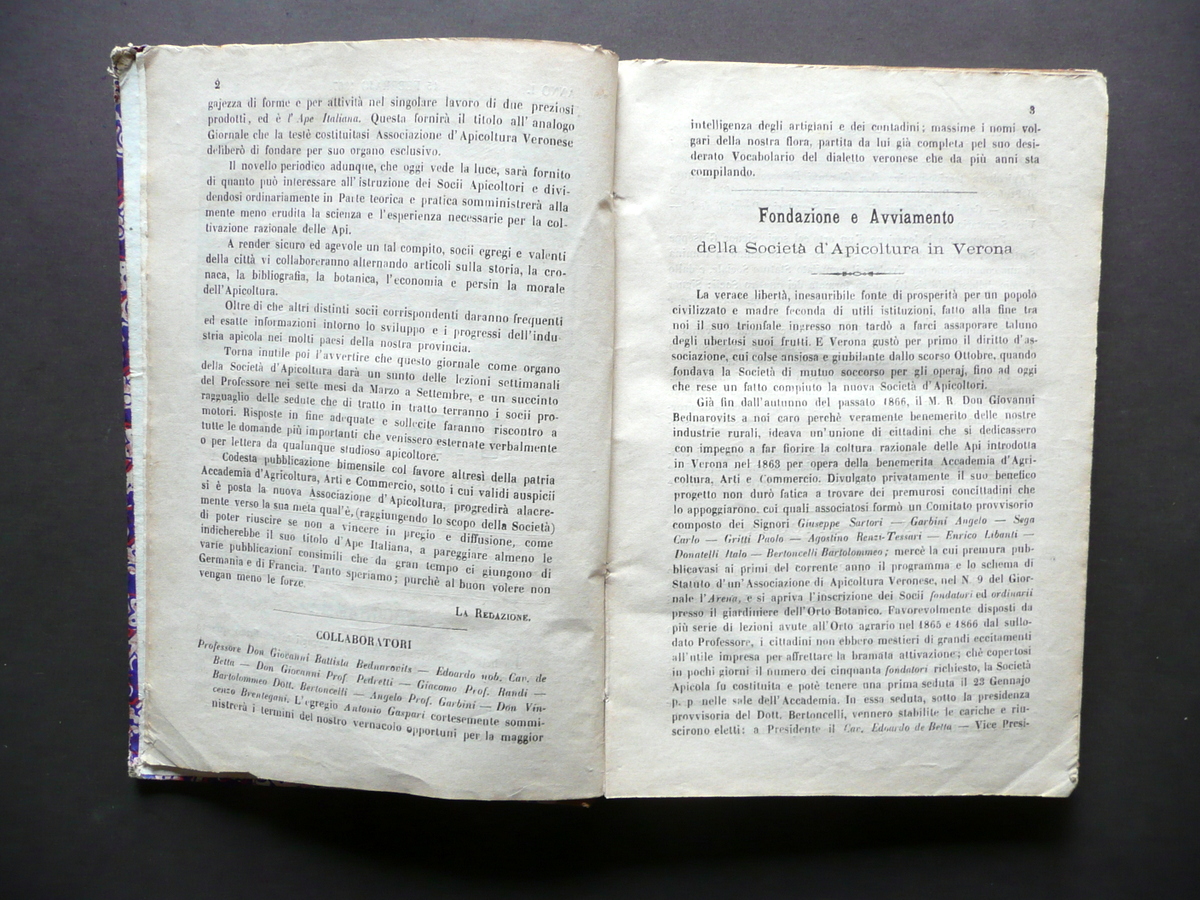 2
gajezza di forme e per attività nel singolare lavoro di due preziosi
prodotti, ed è l'Ape Italiana. Questa fornirà il titolo all'analogo
Giornale che la testè costituitasi Associazione d'Apicoltura Veronese
deliberò di fondare per suo organo esclusivo.
Il novello periodico adunque, che oggi vede la luce, sarà fornito
di quanto può interessare all'istruzione dei Socii Apicoltori e divi-
dendosi ordinariamente in Parte teorica e pratica somministrerà alla
mente meno erudita la scienza e l'esperienza necessarie per la col-
tivazione razionale delle Api.
A render sicuro ed agevole un tal compito, socii egregi e valenti
della città vi collaboreranno alternando articoli sulla storia, la cro-
naca, la bibliografia, la botanica, l'economia e persin la morale
dell'Apicoltura.
Oltre di che altri distinti socii corrispondenti daranno frequenti
ed esatte informazioni intorno lo sviluppo e i progressi dell'indu-
stria apicola nei molti paesi della nostra provincia.
Torna inutile poi l'avvertire che questo giornale come organo
della Società d'Apicoltura darà un sunto delle lezioni settimanali
del Professore nei sette mesi da Marzo a Settembre, e un succinto
ragguaglio delle sedute che di tratto in tratto terranno i socii pro-
motori. Risposte in fine adequate e sollecite faranno riscontro a
tutte le domande più importanti che venissero esternate verbalmente
o per lettera da qualunque studioso apicoltore.
Codesta pubblicazione bimensile col favore altresì della patria
Accademia d'Agricoltura, Arti e Commercio, sotto i cui validi auspicii
si è posta la nuova Associazione d'Apicoltura, progredirà alacre-
mente verso la sua meta qual'è, (raggiungendo lo scopo della Società)
di poter riuscire se non a vincere in pregio e diffusione, come
indicherebbe il suo titolo d'Ape Italiana, a pareggiare almeno le
varie pubblicazioni consimili che da gran tempo ci giungono di
Germania e di Francia. Tanto speriamo; purchè al buon volere non
vengan meno le forze.
LA REDAZIONE.
COLLABORATORI
Professore Don Giovanni Battista Bednarovits — Edoardo nob. Cav. de
Betta — Don Giovanni Prof. Pedretti — Giacomo Prof. Bandi —
Bartolommeo Dott. Bertoncelli — Angelo Prof. Garbini — Don Vin-
cenzo Brentegani. L'egregio Antonio Gaspari cortesemente sommi-
nistrerà i termini del nostro vernacolo opportuni per la maggior
3
intelligenza degli artigiani e dei contadini; massime i nomi vol-
gari della nostra flora, partita da lui già completa pel suo desi-
derato Vocabolario del dialetto veronese che da più anni sta
compilando.
Fondazione e Avviamento
della Società d'Apicoltura in Verona
La verace libertà, inesauribile fonte di prosperità per un popolo
civilizzato e madre feconda di utili istituzioni, fatto alla fine tra
noi il suo trionfale ingresso non tardò a farci assaporare taluno
degli ubertosi suoi frutti. E Verona gustò per primo il diritto d'as-
sociazione, cui colse ansiosa e giubilante dallo scorso Ottobre, quando
fondava la Società di mutuo soccorso per gli operaj, fino ad oggi
che rese un fatto compiuto la nuova Società d'Apicoltori.
Già fin dall'autunno del passato 1866, il M. R Don Giovanni
Bednarovits a noi caro perchè veramente benemerito delle nostre
industrie rurali, ideava un'unione di cittadini che si dedicassero
con impegno a far fiorire la coltura razionale delle Api introdotta
in Verona nel 1863 per opera della benemerita Accademia d'Agri-
coltura, Arti e Commercio. Divulgato privatamente il suo benefico
progetto non durò fatica a trovare dei premurosi concittadini che
lo appoggiarono. coi quali associatosi formò un Comitato provvisorio
composto dei Signori Giuseppe Sartori — Garbini Angelo — Sega
Carlo — Gritti Paolo — Agostino Renzi-Tessari — Enrico Libanti —
Donatelli Italo — Bertoncelli Bartolommeo; mercè la cui premura pub-
blicavasi ai primi del corrente anno il programma e lo schema di
Statuto d'un'Associazione di Apicoltura Veronese, nel N. 9 del Gior-
nale l'Arena, e si apriva l'inscrizione dei Socii fondatori ed ordinarii
presso il giardiniere dell'Orto Botanico. Favorevolmente disposti da
più serie di lezioni avute all'Orto agrario nel 1865 e 1866 dal sullo-
dato Professore, i cittadini non ebbero mestieri di grandi eccitamenti
all'utile impresa per affrettare la bramata attivazione; chè copertosi
in pochi giorni il numero dei cinquanta fondatori richiesto, la Società
Apicola fu costituita e potè tenere una prima seduta il 23 Gennajo
p. p nelle sale dell'Accademia. In essa seduta, sotto la presidenza
provvisoria del Dott. Bertoncelli, vennero stabilite le cariche e riu-
scirono eletti; a Presidente il Cav. Edoardo de Betta — Vice Presi-